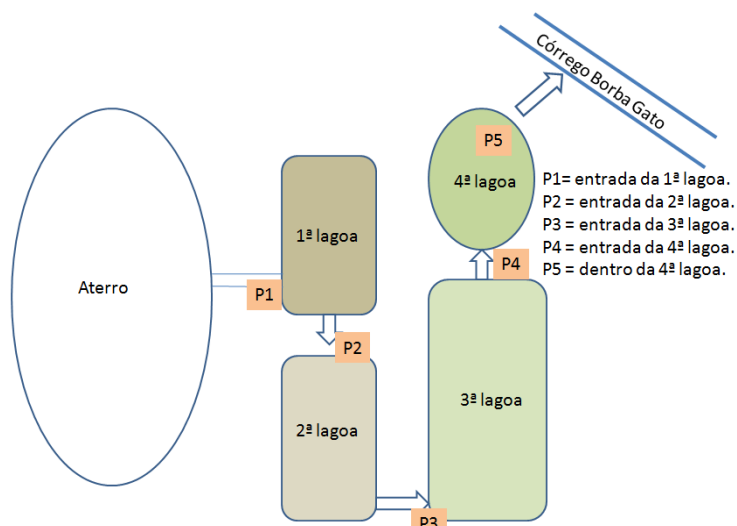 Córrego Borba Gato
P5
4ª lagoa
P1= entrada da 1ª lagoa.
P2 = entrada da 2ª lagoa.
P3 = entrada da 3ª lagoa.
P4 = entrada da 4ª lagoa.
P5 = dentro da 4ª lagoa.
1ª lagoa
Aterro
P1
P4
P2
3ª lagoa
2ª lagoa
P3